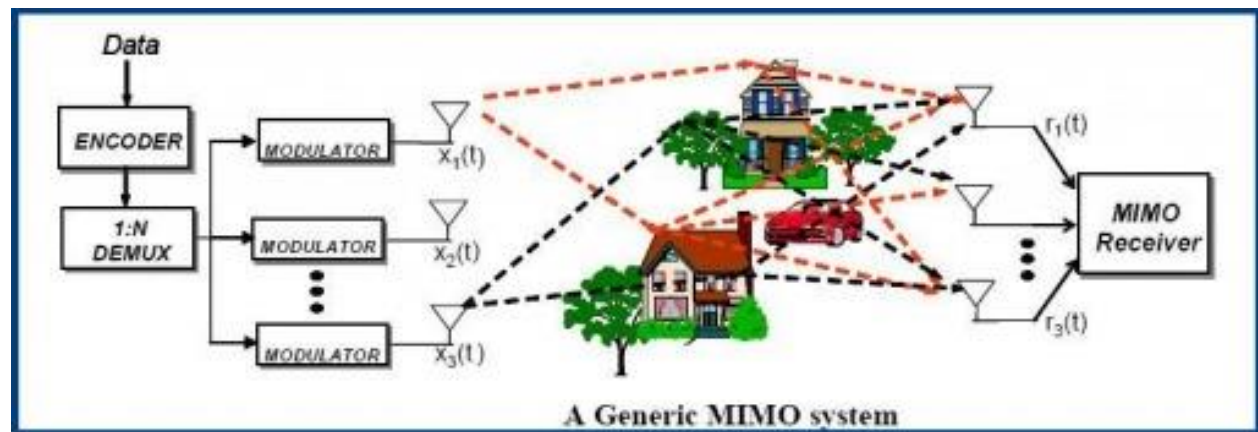 Data
ENCODER
1:N
DEMUX
MODULATOR
x1(t)
MODULATOR
x2(t)
MODULATOR
x3(t)
r1(t)
MIMO
Receiver
r3(t)
A Generic MIMO system